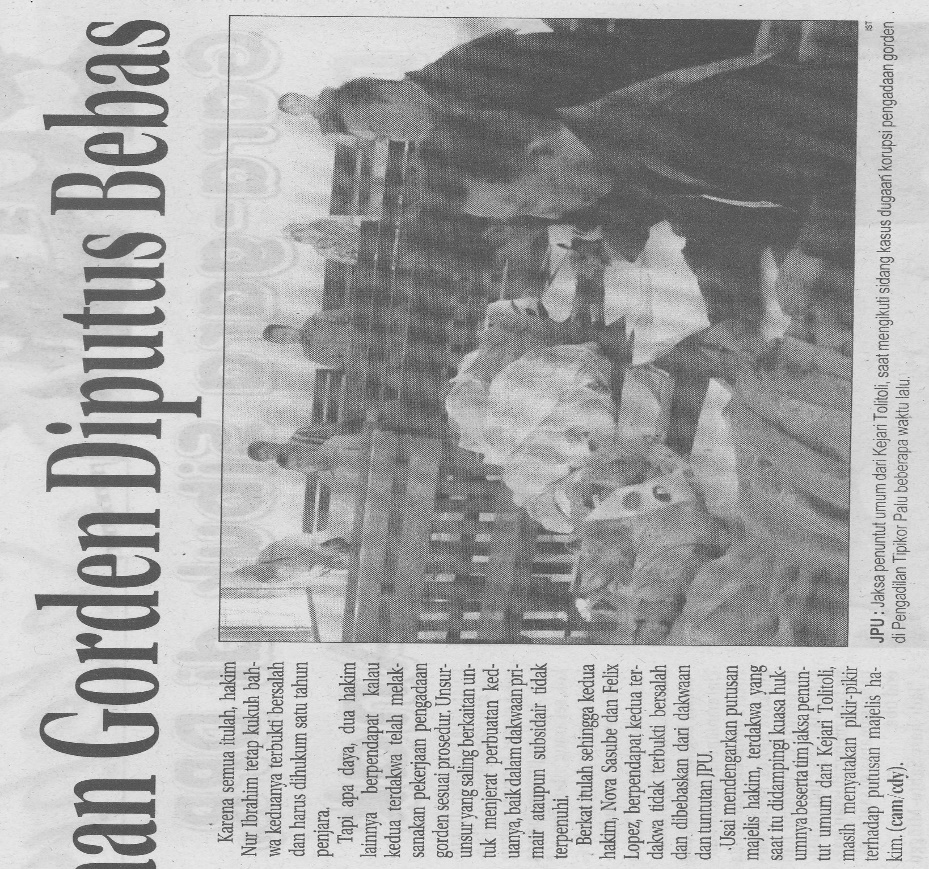 aan Gorden Diputus Bebas
Karena semua itulah, hakim
Nur Ibrahim tetap kukuh bah-
wa keduanya terbukti bersalah
dan harus dihukum satu tahun
penjara.
Tapi apa daya, dua hakim
lainnya berpendapat kalau
kedua terdakwa telah melak-
sanakan pekerjaan pengadaan
gorden sesuai prosedur. Unsur-
unsur yang saling berkaitan un-
tuk menjerat perbuatan ked-
uanya, baik dalam dakwaan pri-
mair ataupun subsidair tidak
terpenuhi.
Berkat itulah sehingga kedua
hakim, Nova Sasube dan Felix
Lopez, berpendapat kedua ter-
dakwa tidak terbukti bersalah
dan dibebaskan dari dakwaan
dan tuntutan JPU.
Usai mendengarkan putusan
majelis hakim, terdakwa yang
saat itu didampingi kuasa huk-
umnya beserta tim jaksa penun-
tut umum dari Kejari Tolitoli,
masih menyatakan pikir-pikir
terhadap putusan majelis ha-
kim. (cam/cdy).
IST
JPU : Jaksa penuntut umum dari Kejari Tolitoli, saat mengikuti sidang kasus dugaan korupsi pengadaan gorden
di Pengadilan Tipikor Palu beberapa waktu lalu.